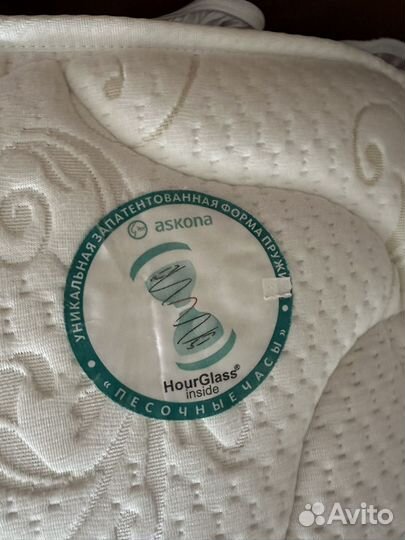 УНИКАЛЬНАЯ ЗАПАТЕНТОВАННАЯ ФОРМА ПРУЖИ
askona
HourGlass®
inside
• «ПЕСОЧНЫЕ ЧАСЫ» •
Avito